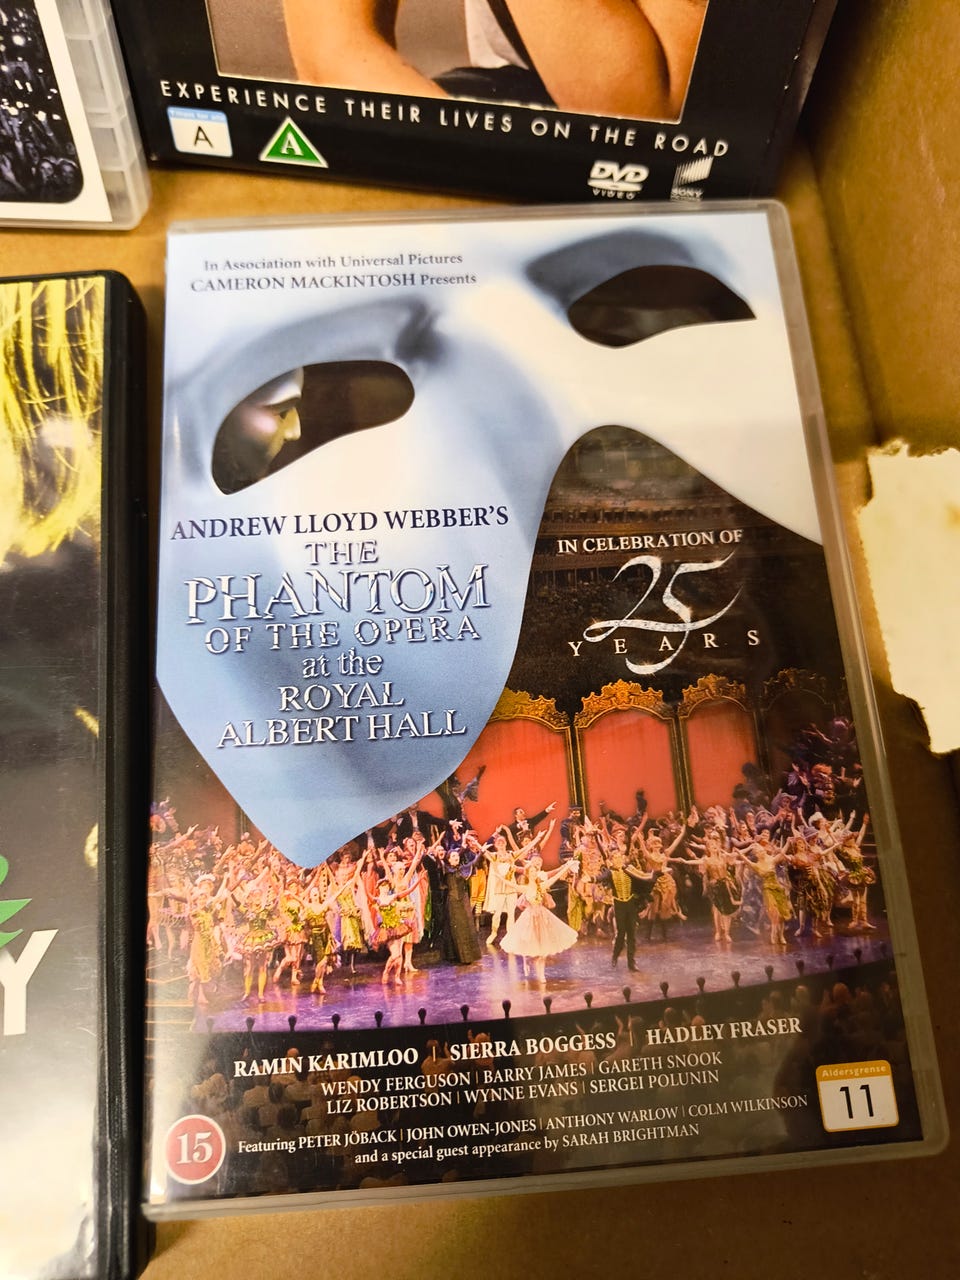 EXPERIENCE THEIR LIVES ON THE ROAD
A
A
DVD
VIDEO
SONY
In Association with Universal Pictures
CAMERON MACKINTOSH Presents
ANDREW LLOYD WEBBER'S
THE
PHANTOM
OF THE OPERA
at the
ROYAL
ALBERT HALL
IN CELEBRATION OF
25
YEARS
RAMIN KARIMLOO | SIERRA BOGGESS | HADLEY FRASER
WENDY FERGUSON | BARRY JAMES | GARETH SNOOK
LIZ ROBERTSON | WYNNE EVANS | SERGEI POLUNIN
Featuring PETER JÖBACK | JOHN OWEN-JONES | ANTHONY WARLOW | COLM WILKINSON
and a special guest appearance by SARAH BRIGHTMAN
15
Aldersgrense
11
Y